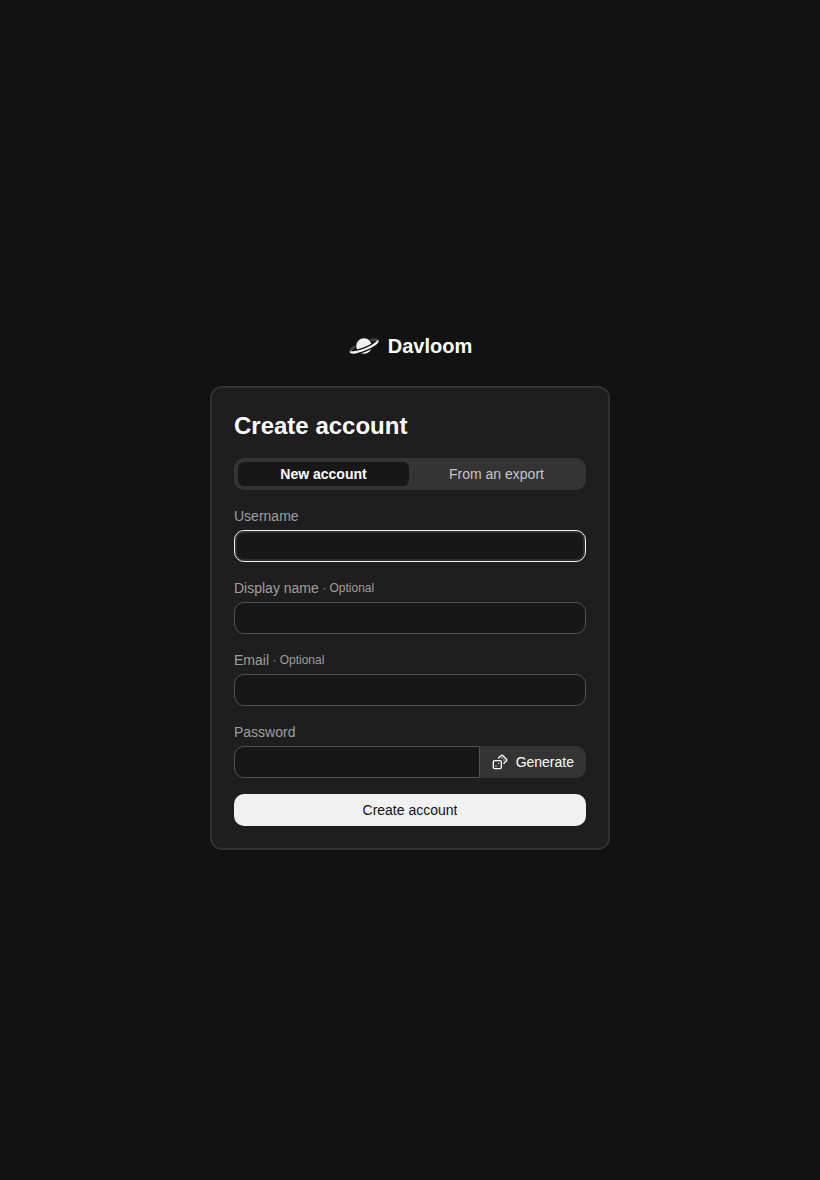 Davloom
Create account
New account From an export
Username
Display name · Optional
Email · Optional
Password
Generate
Create account